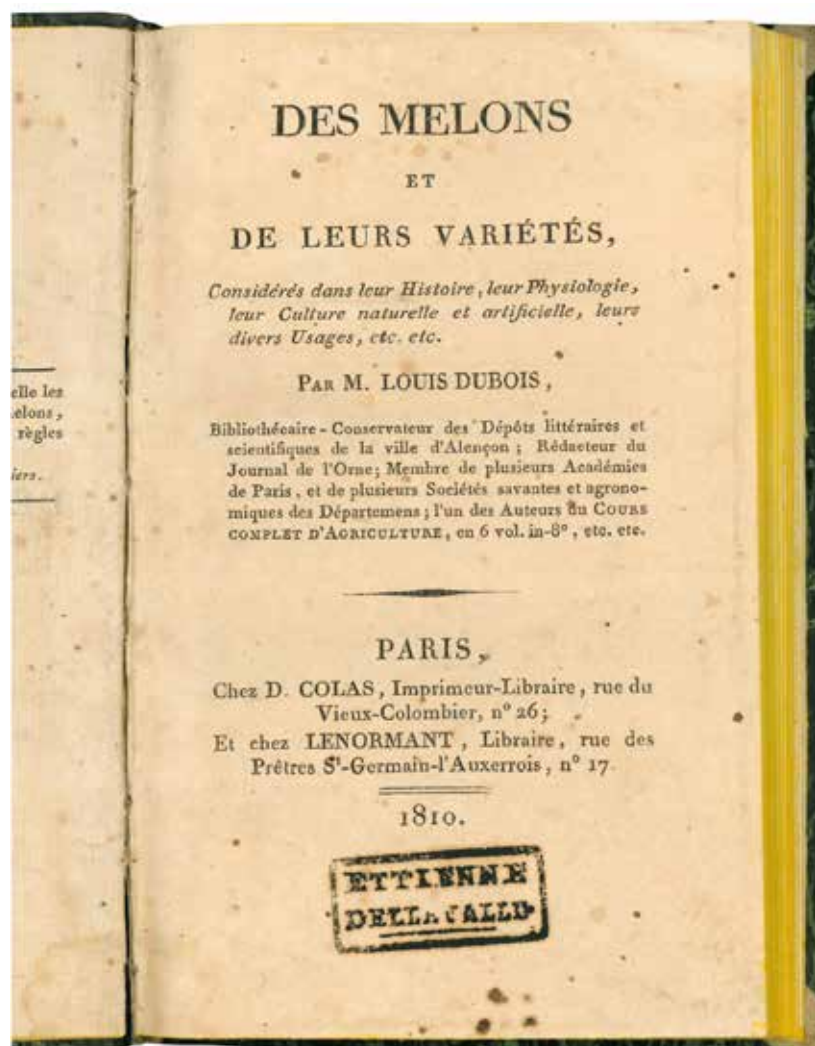 elle les
elons,
règles
iers.
DES MELONS
ET
DE LEURS VARIÉTÉS,
Considérés dans leur Histoire, leur Physiologie,
leur Culture naturelle et artificielle, leurs
divers Usages, etc. etc.
PAR M. LOUIS DUBOIS,
Bibliothécaire-Conservateur des Dépôts littéraires et
scientifiques de la ville d'Alençon; Rédacteur du
Journal de l'Orne; Membre de plusieurs Académies
de Paris, et de plusieurs Sociétés savantes et agrono-
miques des Départemens; l'un des Auteurs du COURS
COMPLET D'AGRICULTURE, en 6 vol. in-8°, etc. etc.
PARIS,
Chez D. COLAS, Imprimeur-Libraire, rue du
Vieux-Colombier, n° 26;
Et chez LENORMANT, Libraire, rue des
Prêtres St-Germain-l'Auxerrois, n° 17
1810.
ETTIENNE